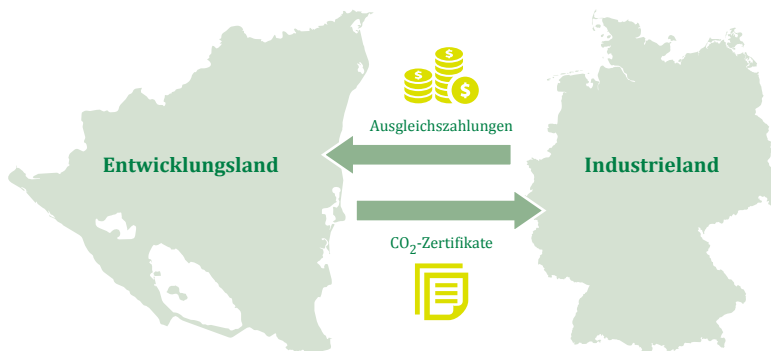 $
$
$
Ausgleichszahlungen
Entwicklungsland
Industrieland
CO₂-Zertifikate